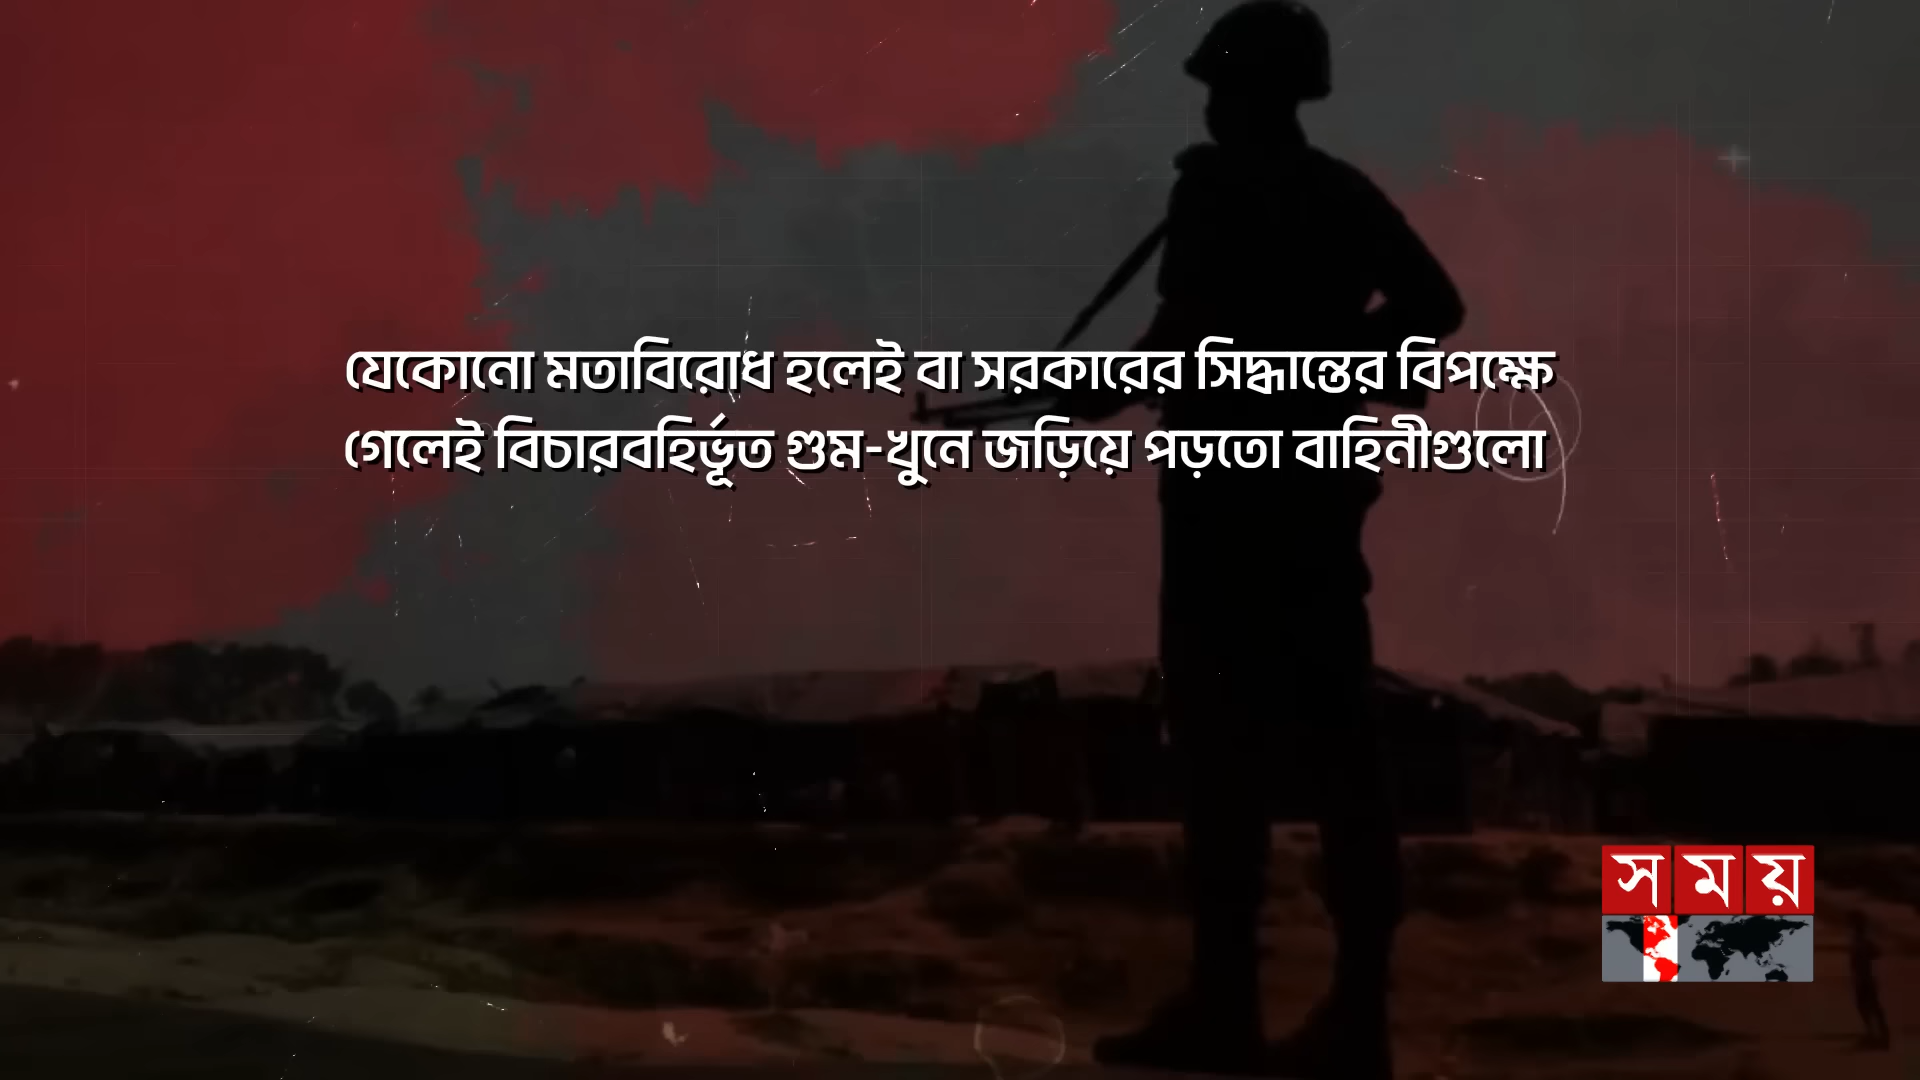 যেকোনো মতাবিরোধ হলেই বা সরকারের সিদ্ধান্তের বিপক্ষে
গেলেই বিচারবহির্ভূত গুম-খুনে জড়িয়ে পড়তো বাহিনীগুলো
সময়